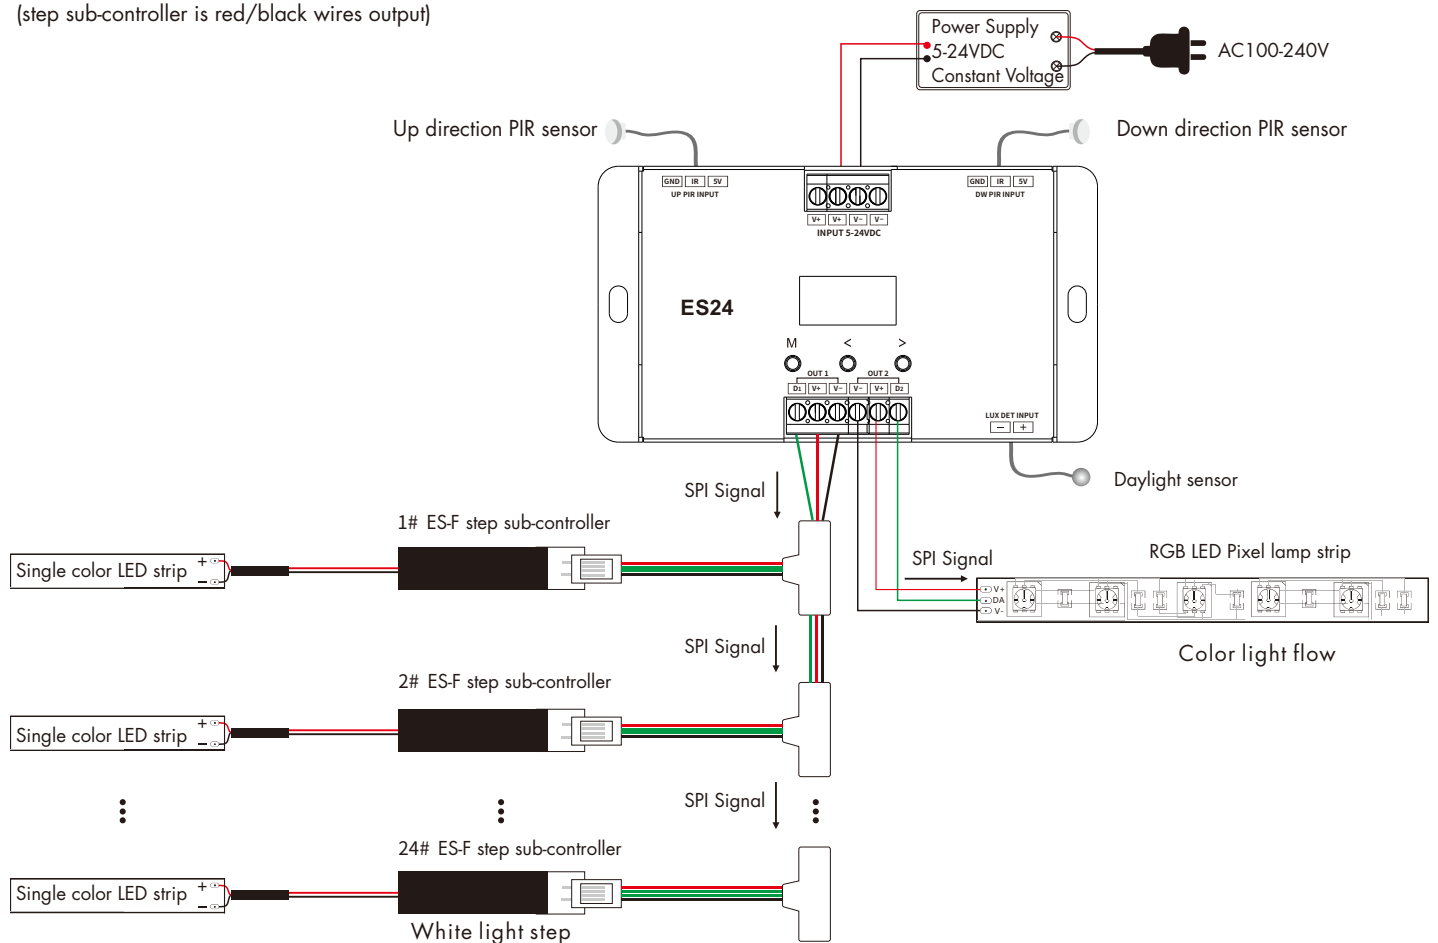 (step sub-controller is red/black wires output)
Power Supply
5-24VDC
Constant Voltage
AC100-240V
Up direction PIR sensor
Down direction PIR sensor
GND IR 5V
UP PIR INPUT
GND IR 5V
DW PIR INPUT
V+ V+ V- V-
INPUT 5-24VDC
ES24
M < >
OUT 1 OUT 2
D1 V+ V- V- V+ D2
LUX DET INPUT
- +
Daylight sensor
SPI Signal
1# ES-F step sub-controller
Single color LED strip + -
SPI Signal
RGB LED Pixel lamp strip
V+
DA
V-
Color light flow
SPI Signal
2# ES-F step sub-controller
Single color LED strip + -
SPI Signal
24# ES-F step sub-controller
Single color LED strip + -
White light step